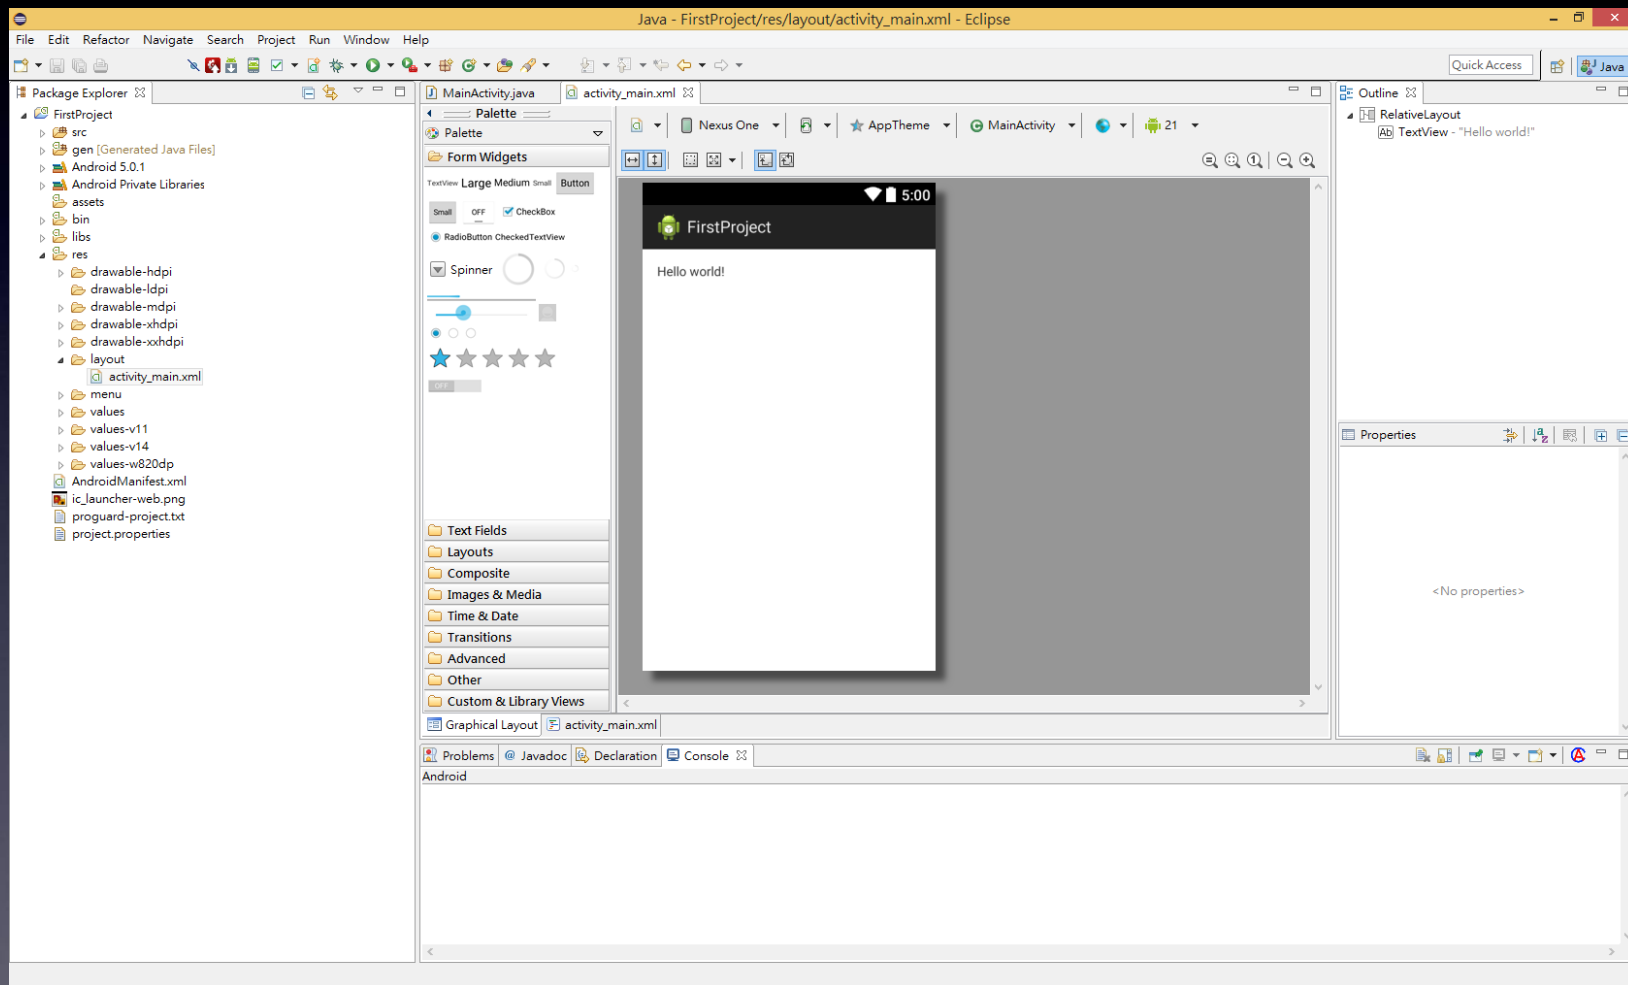 Java - FirstProject/res/layout/activity_main.xml - Eclipse
File Edit Refactor Navigate Search Project Run Window Help
Quick Access
Java
Package Explorer
FirstProject
src
gen [Generated Java Files]
Android 5.0.1
Android Private Libraries
assets
bin
libs
res
drawable-hdpi
drawable-ldpi
drawable-mdpi
drawable-xhdpi
drawable-xxhdpi
layout
activity_main.xml
menu
values
values-v11
values-v14
values-w820dp
AndroidManifest.xml
ic_launcher-web.png
proguard-project.txt
project.properties
MainActivity.java
activity_main.xml
Palette
Palette
Form Widgets
TextView Large Medium Small Button
Small OFF CheckBox
RadioButton CheckedTextView
Spinner
OFF
Text Fields
Layouts
Composite
Images & Media
Time & Date
Transitions
Advanced
Other
Custom & Library Views
Graphical Layout
activity_main.xml
Nexus One
AppTheme
MainActivity
21
5:00
FirstProject
Hello world!
Outline
RelativeLayout
Ab TextView - "Hello world!"
Properties
<No properties>
Problems @ Javadoc Declaration Console
Android